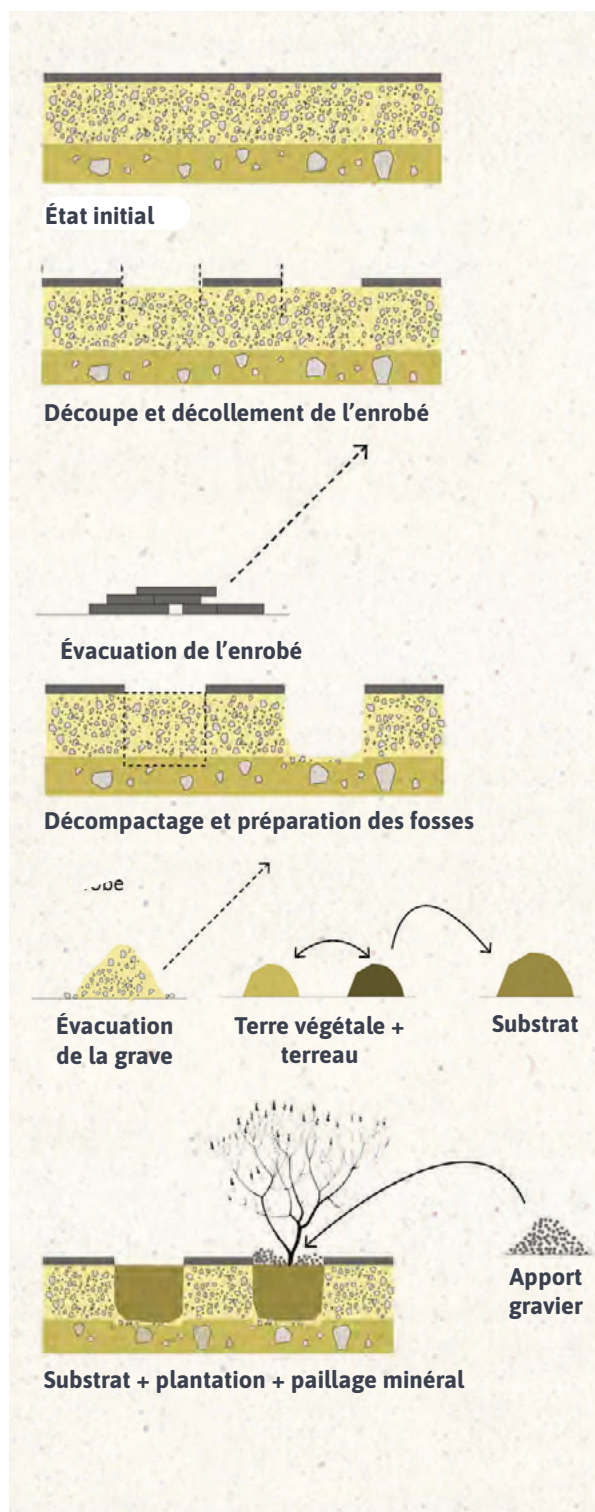 État initial
Découpe et décollement de l’enrobé
Évacuation de l’enrobé
Décompactage et préparation des fosses
Évacuation
de la grave
Terre végétale +
terreau
Substrat
Apport
gravier
Substrat + plantation + paillage minéral